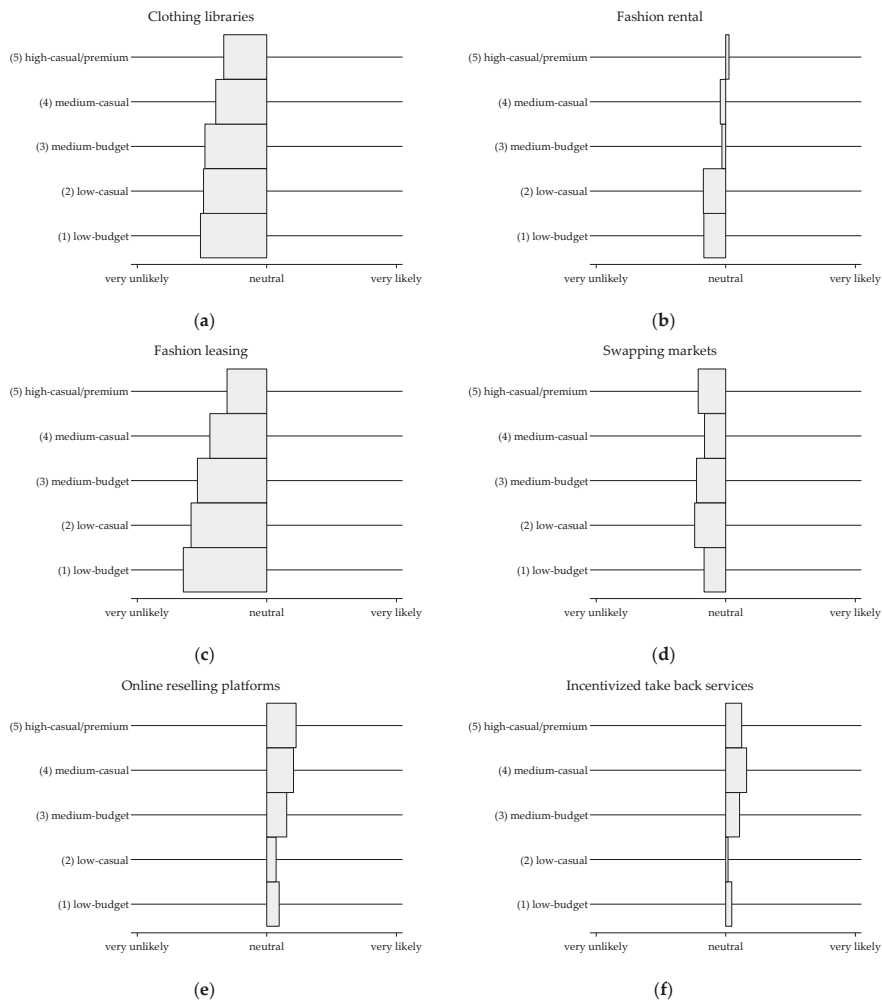 Clothing libraries
(5) high-casual/premium
(4) medium-casual
(3) medium-budget
(2) low-casual
(1) low-budget
very unlikely neutral very likely
(a)
Fashion rental
(5) high-casual/premium
(4) medium-casual
(3) medium-budget
(2) low-casual
(1) low-budget
very unlikely neutral very likely
(b)
Fashion leasing
(5) high-casual/premium
(4) medium-casual
(3) medium-budget
(2) low-casual
(1) low-budget
very unlikely neutral very likely
(c)
Swapping markets
(5) high-casual/premium
(4) medium-casual
(3) medium-budget
(2) low-casual
(1) low-budget
very unlikely neutral very likely
(d)
Online reselling platforms
(5) high-casual/premium
(4) medium-casual
(3) medium-budget
(2) low-casual
(1) low-budget
very unlikely neutral very likely
(e)
Incentivized take back services
(5) high-casual/premium
(4) medium-casual
(3) medium-budget
(2) low-casual
(1) low-budget
very unlikely neutral very likely
(f)